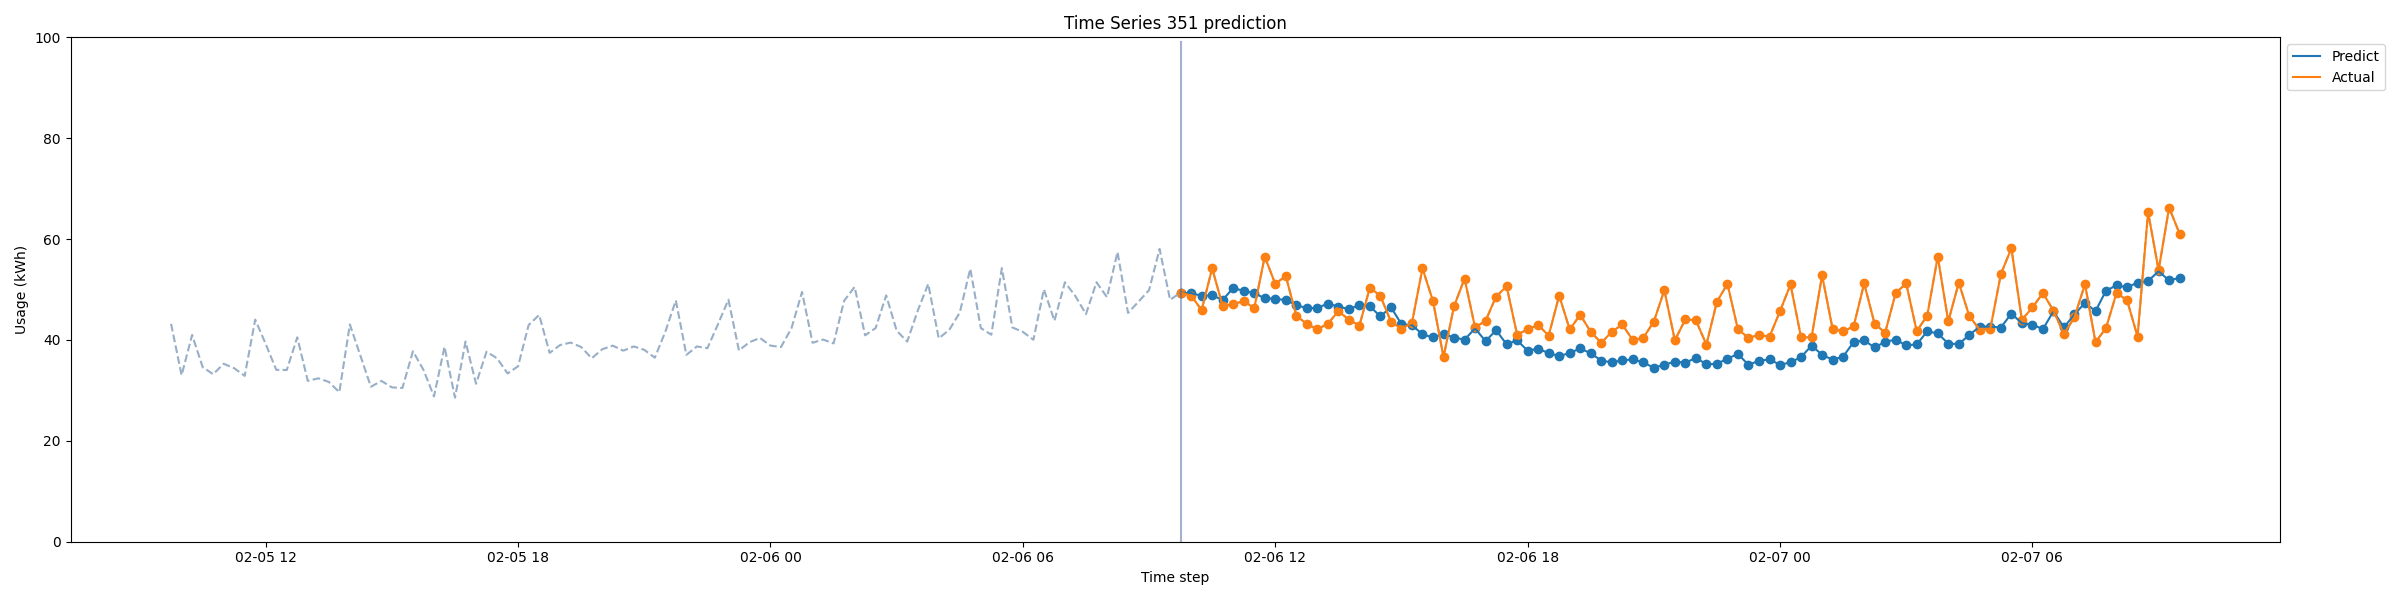 Time Series 351 prediction
Predict
Actual
100
80
60
40
20
0
Usage (kWh)
02-05 12
02-05 18
02-06 00
02-06 06
02-06 12
02-06 18
02-07 00
02-07 06
Time step